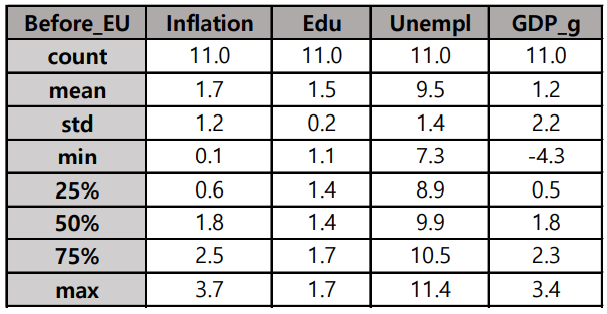 Before_EU Inflation Edu Unempl GDP_g
count 11.0 11.0 11.0 11.0
mean 1.7 1.5 9.5 1.2
std 1.2 0.2 1.4 2.2
min 0.1 1.1 7.3 -4.3
25% 0.6 1.4 8.9 0.5
50% 1.8 1.4 9.9 1.8
75% 2.5 1.7 10.5 2.3
max 3.7 1.7 11.4 3.4